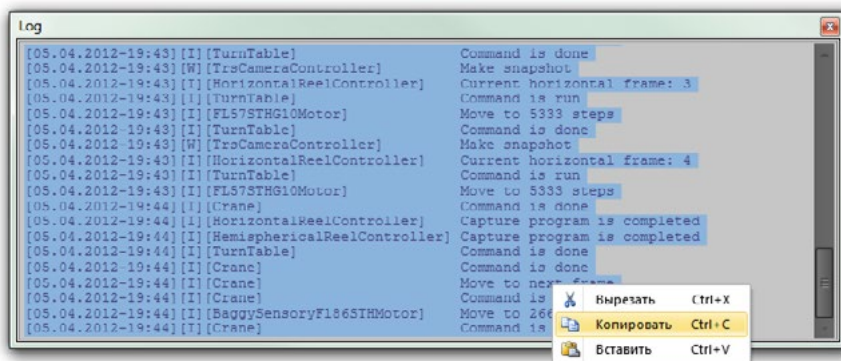 Log
[05.04.2012-19:43][I][TurnTable] Command is done
[05.04.2012-19:43][W][TrsCameraController] Make snapshot
[05.04.2012-19:43][I][HorizontalReelController] Current horizontal frame: 3
[05.04.2012-19:43][I][TurnTable] Command is run
[05.04.2012-19:43][I][FL57STHG10Motor] Move to 5333 steps
[05.04.2012-19:43][I][TurnTable] Command is done
[05.04.2012-19:43][W][TrsCameraController] Make snapshot
[05.04.2012-19:43][I][HorizontalReelController] Current horizontal frame: 4
[05.04.2012-19:43][I][TurnTable] Command is run
[05.04.2012-19:43][I][FL57STHG10Motor] Move to 5333 steps
[05.04.2012-19:44][I][Crane] Command is done
[05.04.2012-19:44][I][HorizontalReelController] Capture program is completed
[05.04.2012-19:44][I][HemisphericalReelController] Capture program is completed
[05.04.2012-19:44][I][TurnTable] Command is done
[05.04.2012-19:44][I][Crane] Command is done
[05.04.2012-19:44][I][Crane] Move to next frame
[05.04.2012-19:44][I][Crane] Command is
[05.04.2012-19:44][I][BaggySensoryFl86STHMotor] Move to 266
[05.04.2012-19:44][I][Crane] Command is
Вырезать Ctrl+X
Копировать Ctrl+C
Вставить Ctrl+V